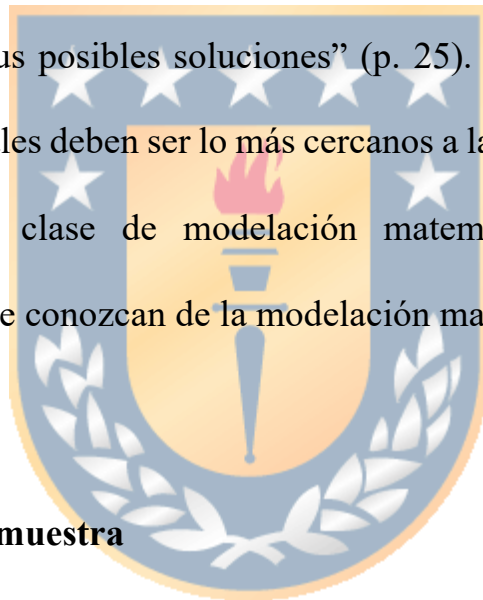 us posibles soluciones” (p. 25).
les deben ser lo más cercanos a la
clase de modelación matem
e conozcan de la modelación ma
muestra